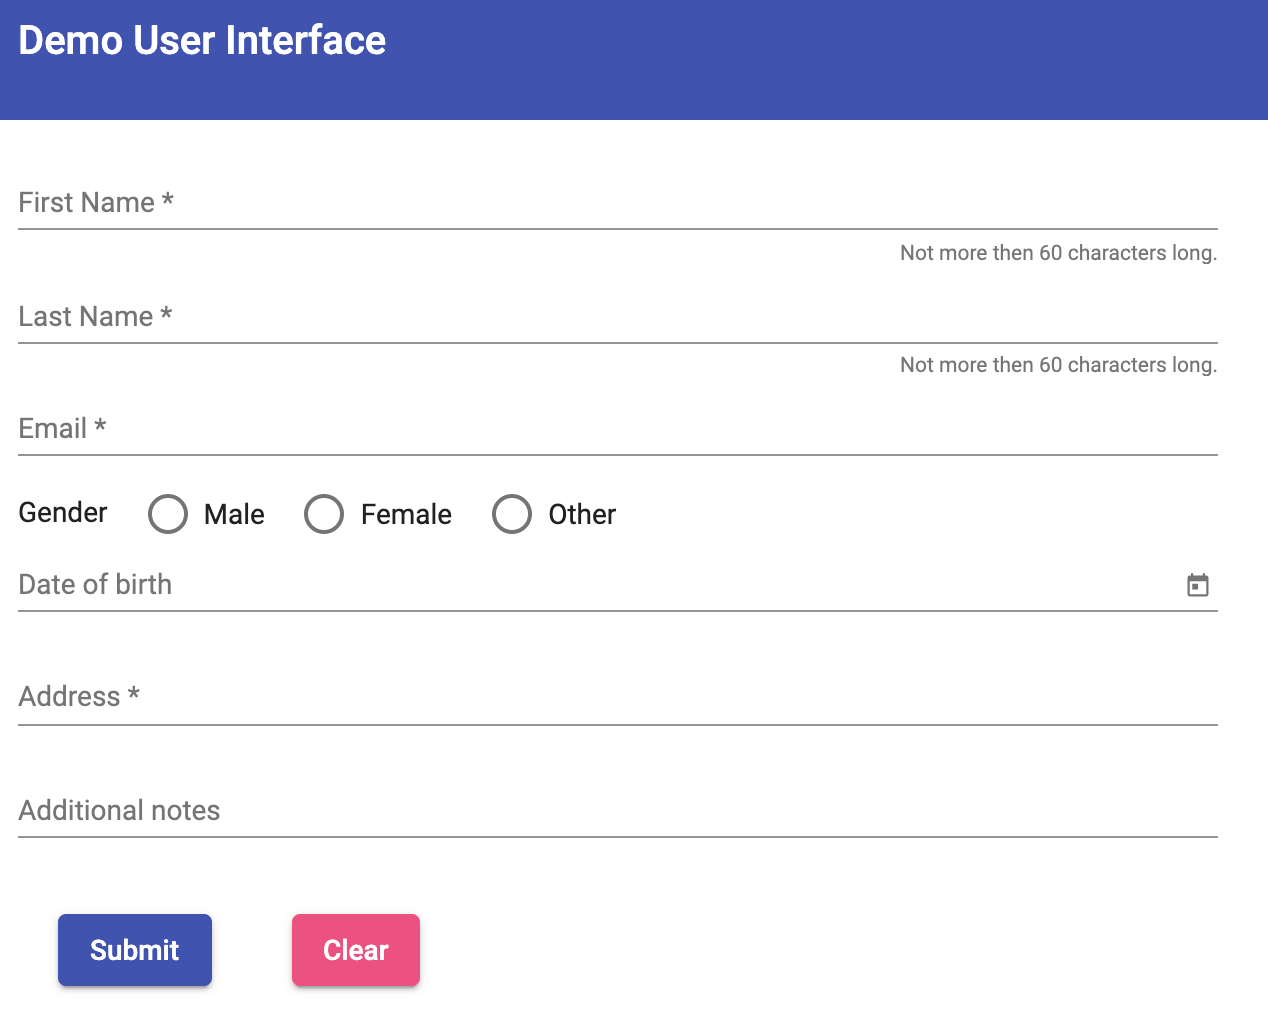 Demo User Interface
First Name *
Not more then 60 characters long.
Last Name *
Not more then 60 characters long.
Email *
Gender Male Female Other
Date of birth
Address *
Additional notes
Submit Clear